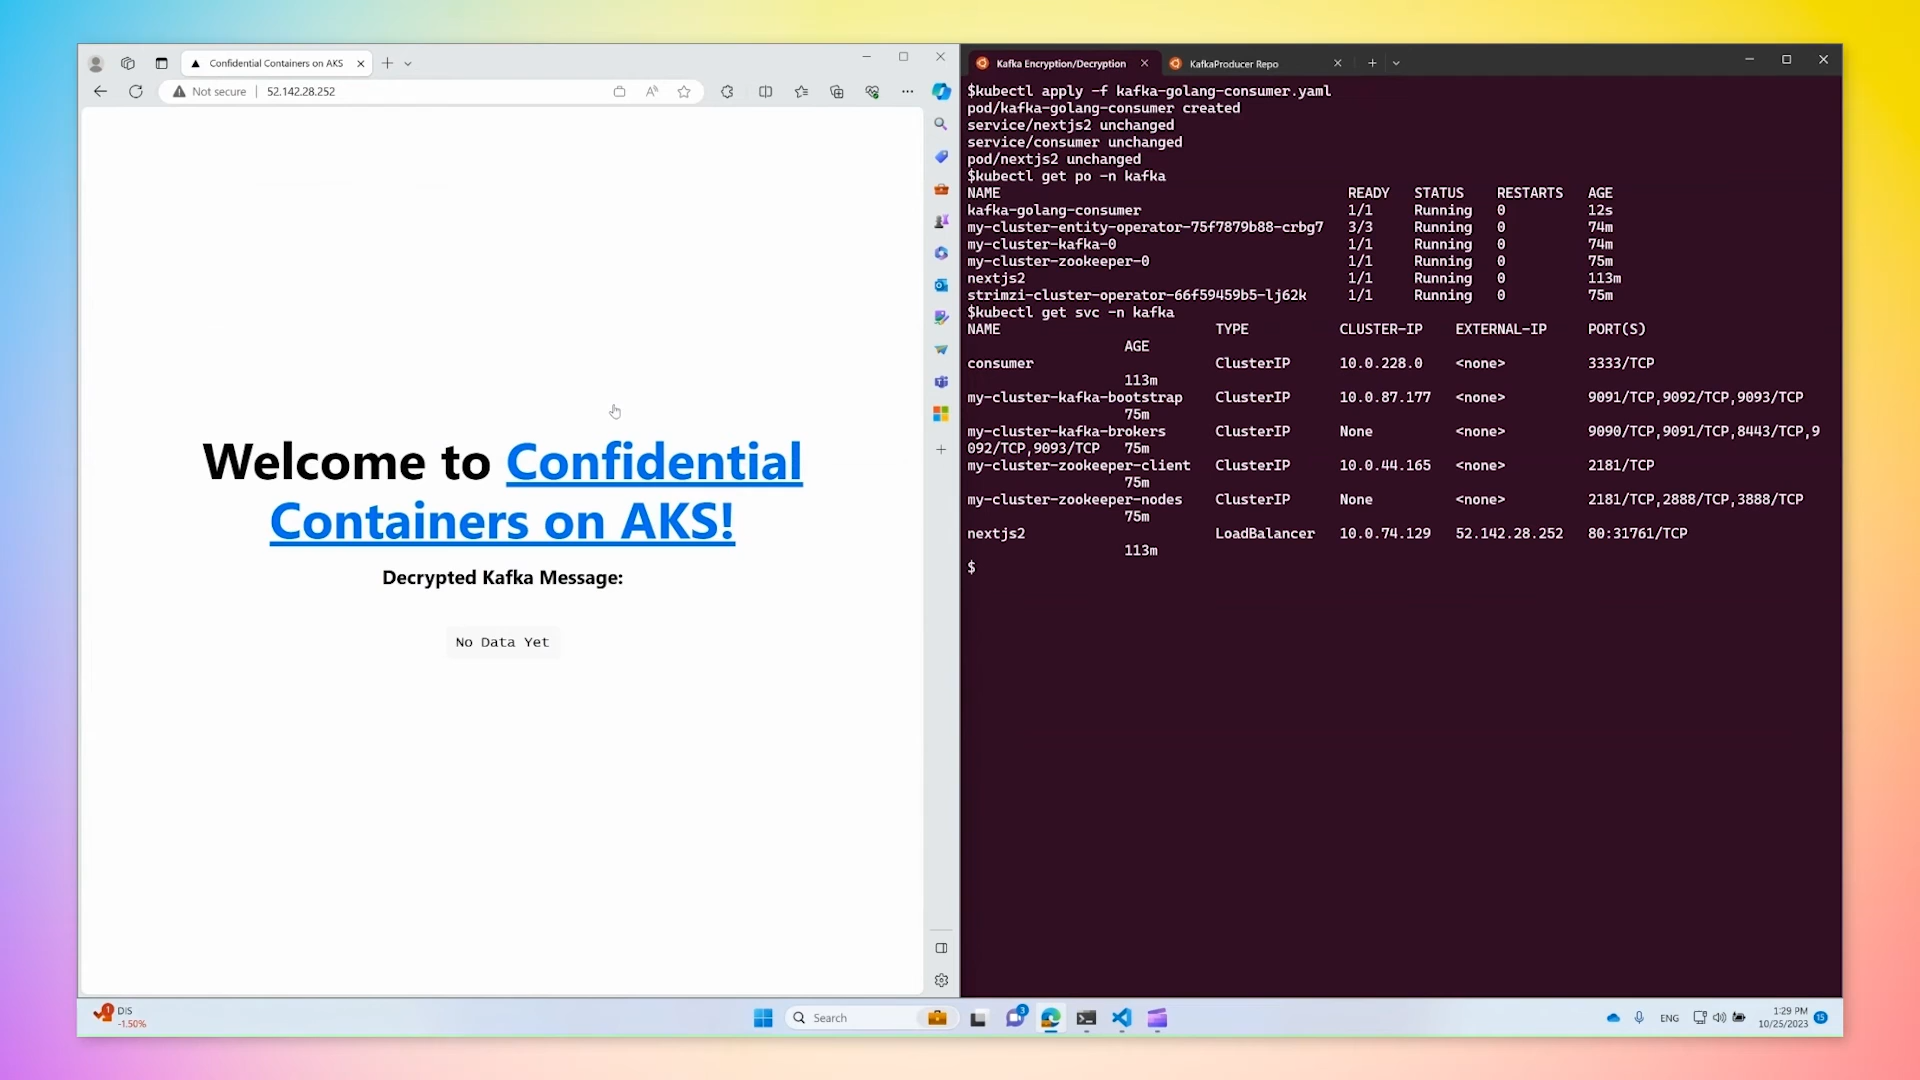 Confidential Containers on AKS
Not secure
52.142.28.252
Welcome to Confidential
Containers on AKS!
Decrypted Kafka Message:
No Data Yet
Kafka Encryption/Decryption
KafkaProducer Repo
$kubectl apply -f kafka-golang-consumer.yaml
pod/kafka-golang-consumer created
service/nextjs2 unchanged
service/consumer unchanged
pod/nextjs2 unchanged
$kubectl get po -n kafka
NAME READY STATUS RESTARTS AGE
kafka-golang-consumer 1/1 Running 0 12s
my-cluster-entity-operator-75f7879b88-crbg7 3/3 Running 0 74m
my-cluster-kafka-0 1/1 Running 0 74m
my-cluster-zookeeper-0 1/1 Running 0 75m
nextjs2 1/1 Running 0 113m
strimzi-cluster-operator-66f59459b5-lj62k 1/1 Running 0 75m
$kubectl get svc -n kafka
NAME TYPE CLUSTER-IP EXTERNAL-IP PORT(S)
AGE
consumer ClusterIP 10.0.228.0 <none> 3333/TCP
113m
my-cluster-kafka-bootstrap ClusterIP 10.0.87.177 <none> 9091/TCP,9092/TCP,9093/TCP
75m
my-cluster-kafka-brokers ClusterIP None <none> 9090/TCP,9091/TCP,8443/TCP,9
092/TCP,9093/TCP 75m
my-cluster-zookeeper-client ClusterIP 10.0.44.165 <none> 2181/TCP
75m
my-cluster-zookeeper-nodes ClusterIP None <none> 2181/TCP,2888/TCP,3888/TCP
75m
nextjs2 LoadBalancer 10.0.74.129 52.142.28.252 80:31761/TCP
113m
$
1
DIS
-1.50%
Search
3
ENG
1:29 PM
10/25/2023
15